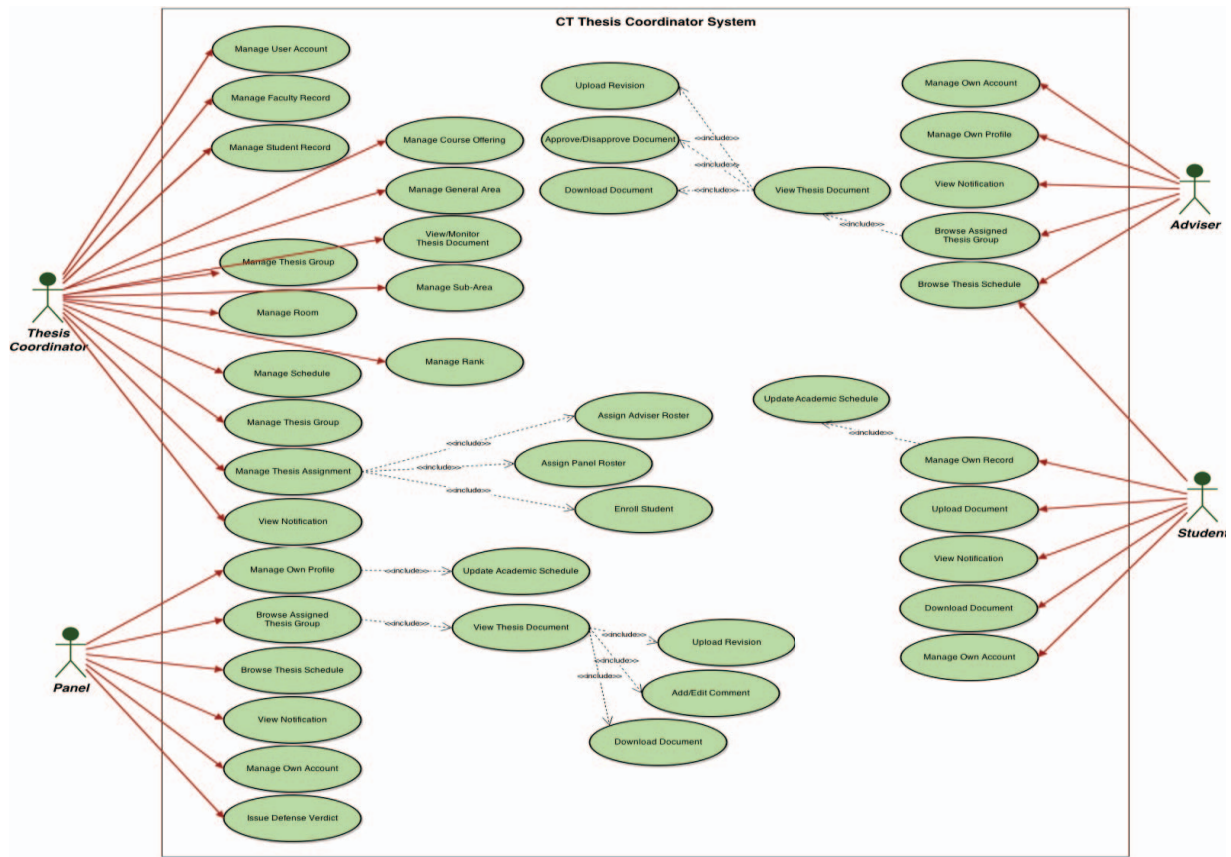 CT Thesis Coordinator System
Manage User Account
Manage Faculty Record
Manage Student Record
Manage Course Offering
Manage General Area
View/Monitor
Thesis Document
Manage Thesis Group
Manage Sub-Area
Manage Room
Manage Rank
Manage Schedule
Manage Thesis Group
Manage Thesis Assignment
View Notification
Thesis
Coordinator
<<include>>
Assign Adviser Roster
<<include>>
Assign Panel Roster
<<include>>
Enroll Student
Upload Revision
Approve/Disapprove Document
Download Document
<<include>>
<<include>>
<<include>>
View Thesis Document
<<include>>
Manage Own Account
Manage Own Profile
View Notification
Browse Assigned
Thesis Group
Browse Thesis Schedule
Adviser
Update Academic Schedule
<<include>>
Manage Own Record
Upload Document
View Notification
Download Document
Manage Own Account
Student
Manage Own Profile
<<include>>
Update Academic Schedule
Browse Assigned
Thesis Group
<<include>>
View Thesis Document
<<include>>
Upload Revision
<<include>>
Add/Edit Comment
<<include>>
Download Document
Browse Thesis Schedule
View Notification
Manage Own Account
Issue Defense Verdict
Panel